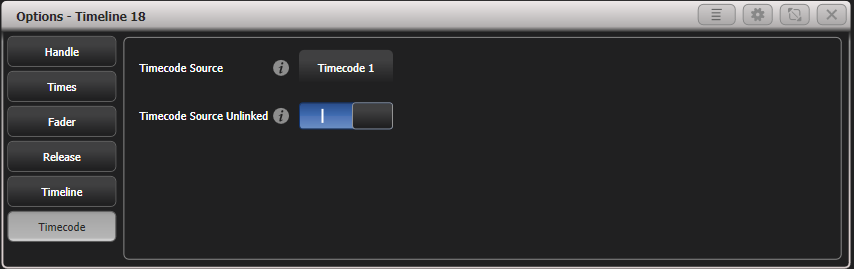 Options - Timeline 18
Handle
Times
Fader
Release
Timeline
Timecode
Timecode Source
Timecode 1
Timecode Source Unlinked